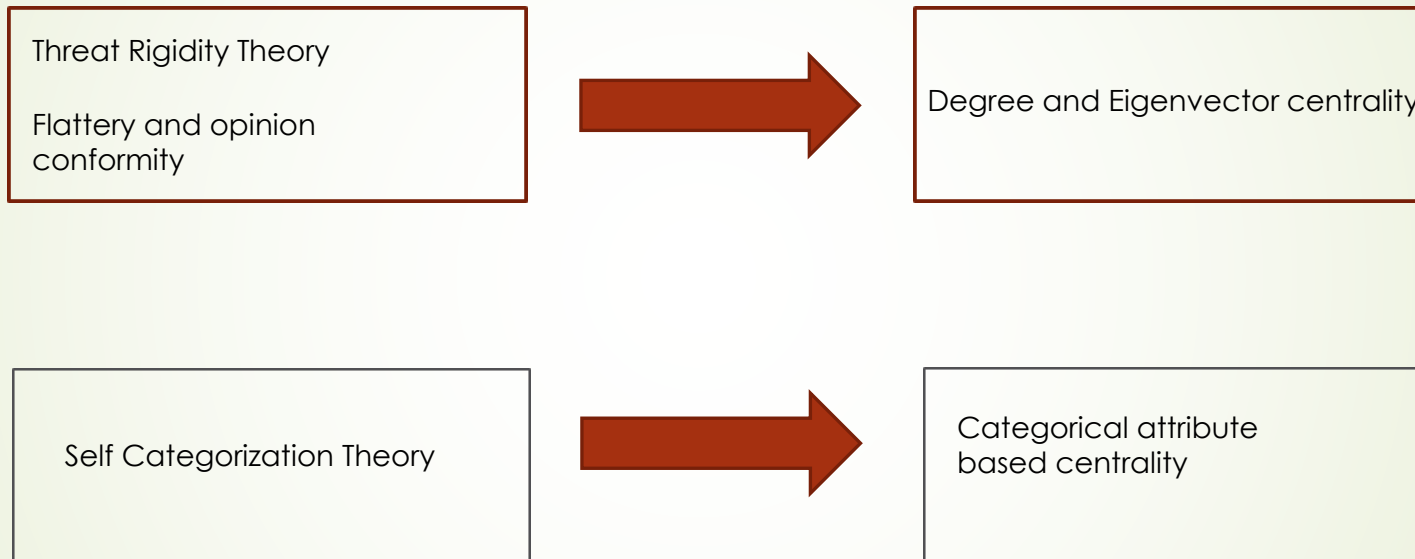 Threat Rigidity Theory
Flattery and opinion
conformity
Degree and Eigenvector centrality
Self Categorization Theory
Categorical attribute
based centrality